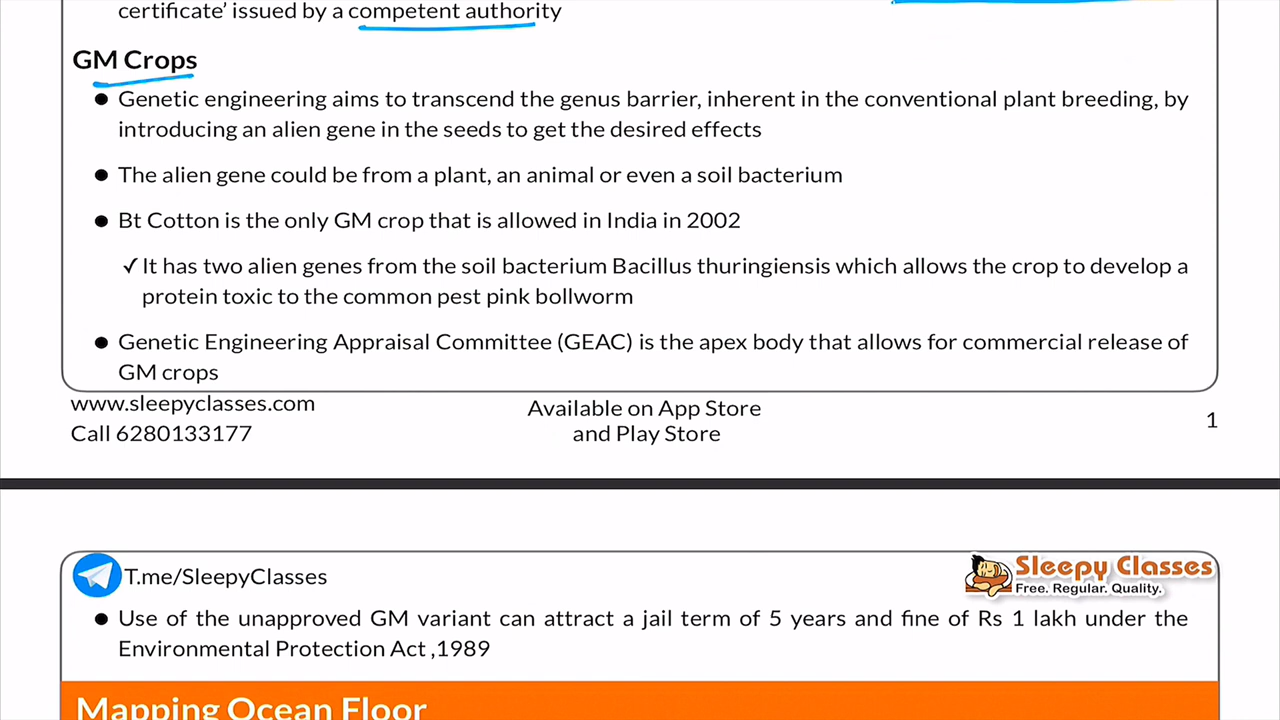 certificate’ issued by a competent authority
GM Crops
● Genetic engineering aims to transcend the genus barrier, inherent in the conventional plant breeding, by
introducing an alien gene in the seeds to get the desired effects
● The alien gene could be from a plant, an animal or even a soil bacterium
● Bt Cotton is the only GM crop that is allowed in India in 2002
✓It has two alien genes from the soil bacterium Bacillus thuringiensis which allows the crop to develop a
protein toxic to the common pest pink bollworm
● Genetic Engineering Appraisal Committee (GEAC) is the apex body that allows for commercial release of
GM crops
www.sleepyclasses.com
Call 6280133177
Available on App Store
and Play Store
1
T.me/SleepyClasses
Sleepy Classes
Free. Regular. Quality.
● Use of the unapproved GM variant can attract a jail term of 5 years and fine of Rs 1 lakh under the
Environmental Protection Act ,1989
Mapping Ocean Floor